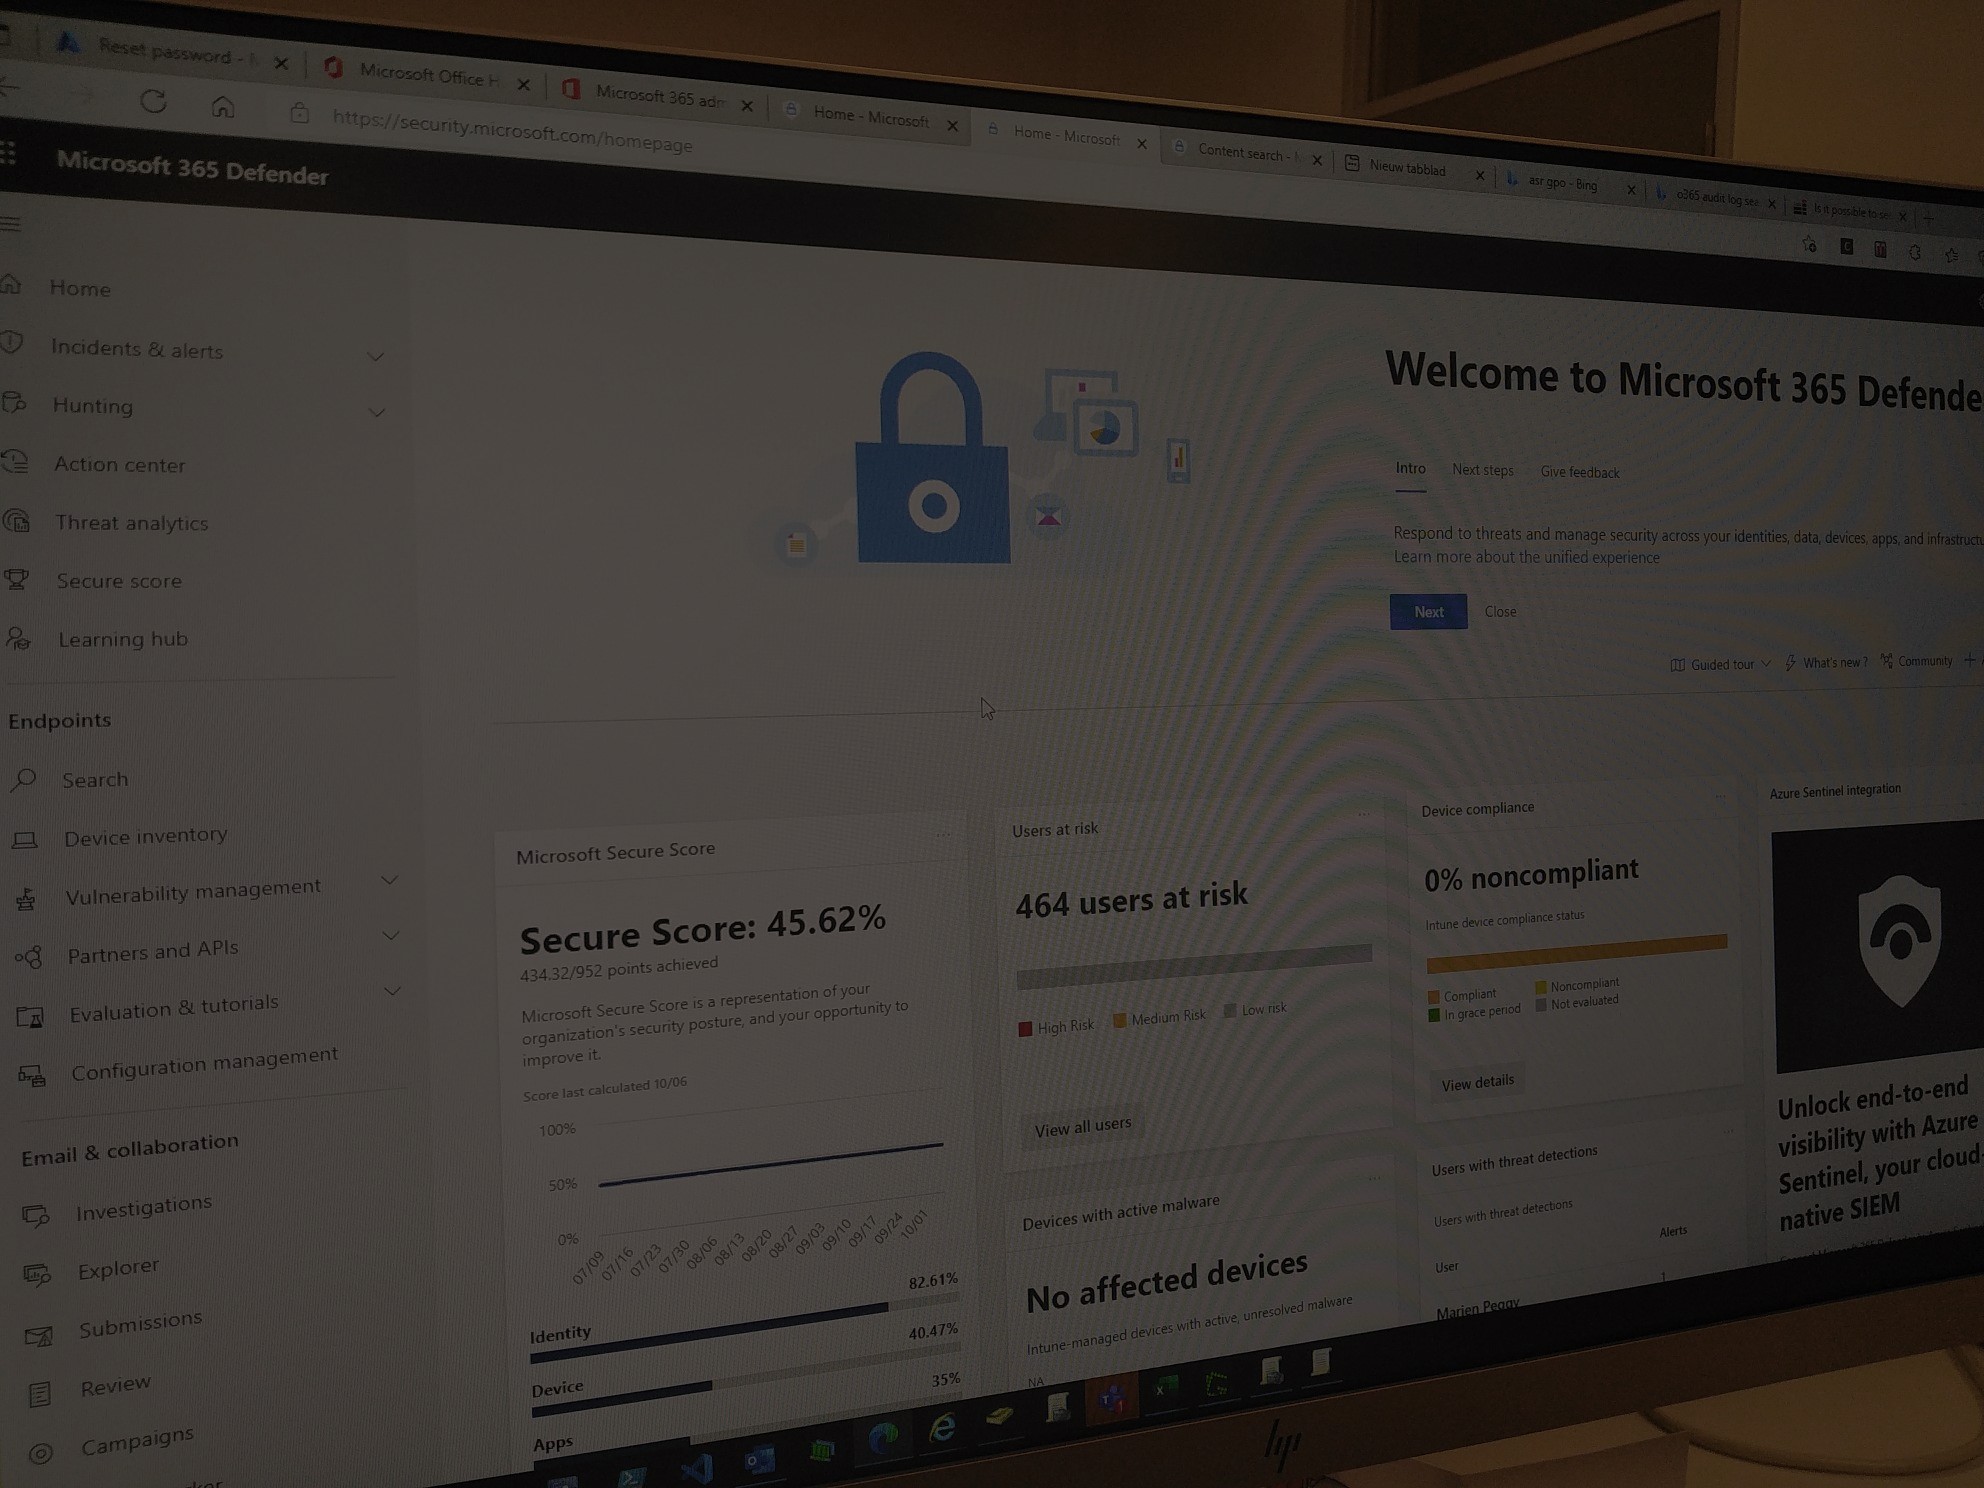 Reset password -
Microsoft Office H
Microsoft 365 adm
Home - Microsoft
Home - Microsoft
Content search -
Nieuw tabblad
asr gpo - Bing
o365 audit log sea
Is it possible to se
https://security.microsoft.com/homepage
Microsoft 365 Defender
Home
Incidents & alerts
Hunting
Action center
Threat analytics
Secure score
Learning hub
Endpoints
Search
Device inventory
Vulnerability management
Partners and APIs
Evaluation & tutorials
Configuration management
Email & collaboration
Investigations
Explorer
Submissions
Review
Campaigns
Welcome to Microsoft 365 Defende
Intro
Next steps
Give feedback
Respond to threats and manage security across your identities, data, devices, apps, and infrastructu
Learn more about the unified experience
Next
Close
Guided tour
What's new?
Community
Microsoft Secure Score
Secure Score: 45.62%
434.32/952 points achieved
Microsoft Secure Score is a representation of your
organization's security posture, and your opportunity to
improve it.
Score last calculated 10/06
100%
50%
0%
07/09
07/16
07/23
07/30
08/06
08/13
08/20
08/27
09/03
09/10
09/17
09/24
10/01
82.61%
Identity
40.47%
Device
35%
Apps
Users at risk
464 users at risk
High Risk
Medium Risk
Low risk
View all users
Devices with active malware
No affected devices
Intune-managed devices with active, unresolved malware
NA
Device compliance
0% noncompliant
Intune device compliance status
Compliant
Noncompliant
In grace period
Not evaluated
View details
Users with threat detections
Users with threat detections
Alerts
User
1
Marien Peggy
Azure Sentinel integration
Unlock end-to-end
visibility with Azure
Sentinel, your cloud-
native SIEM
hp